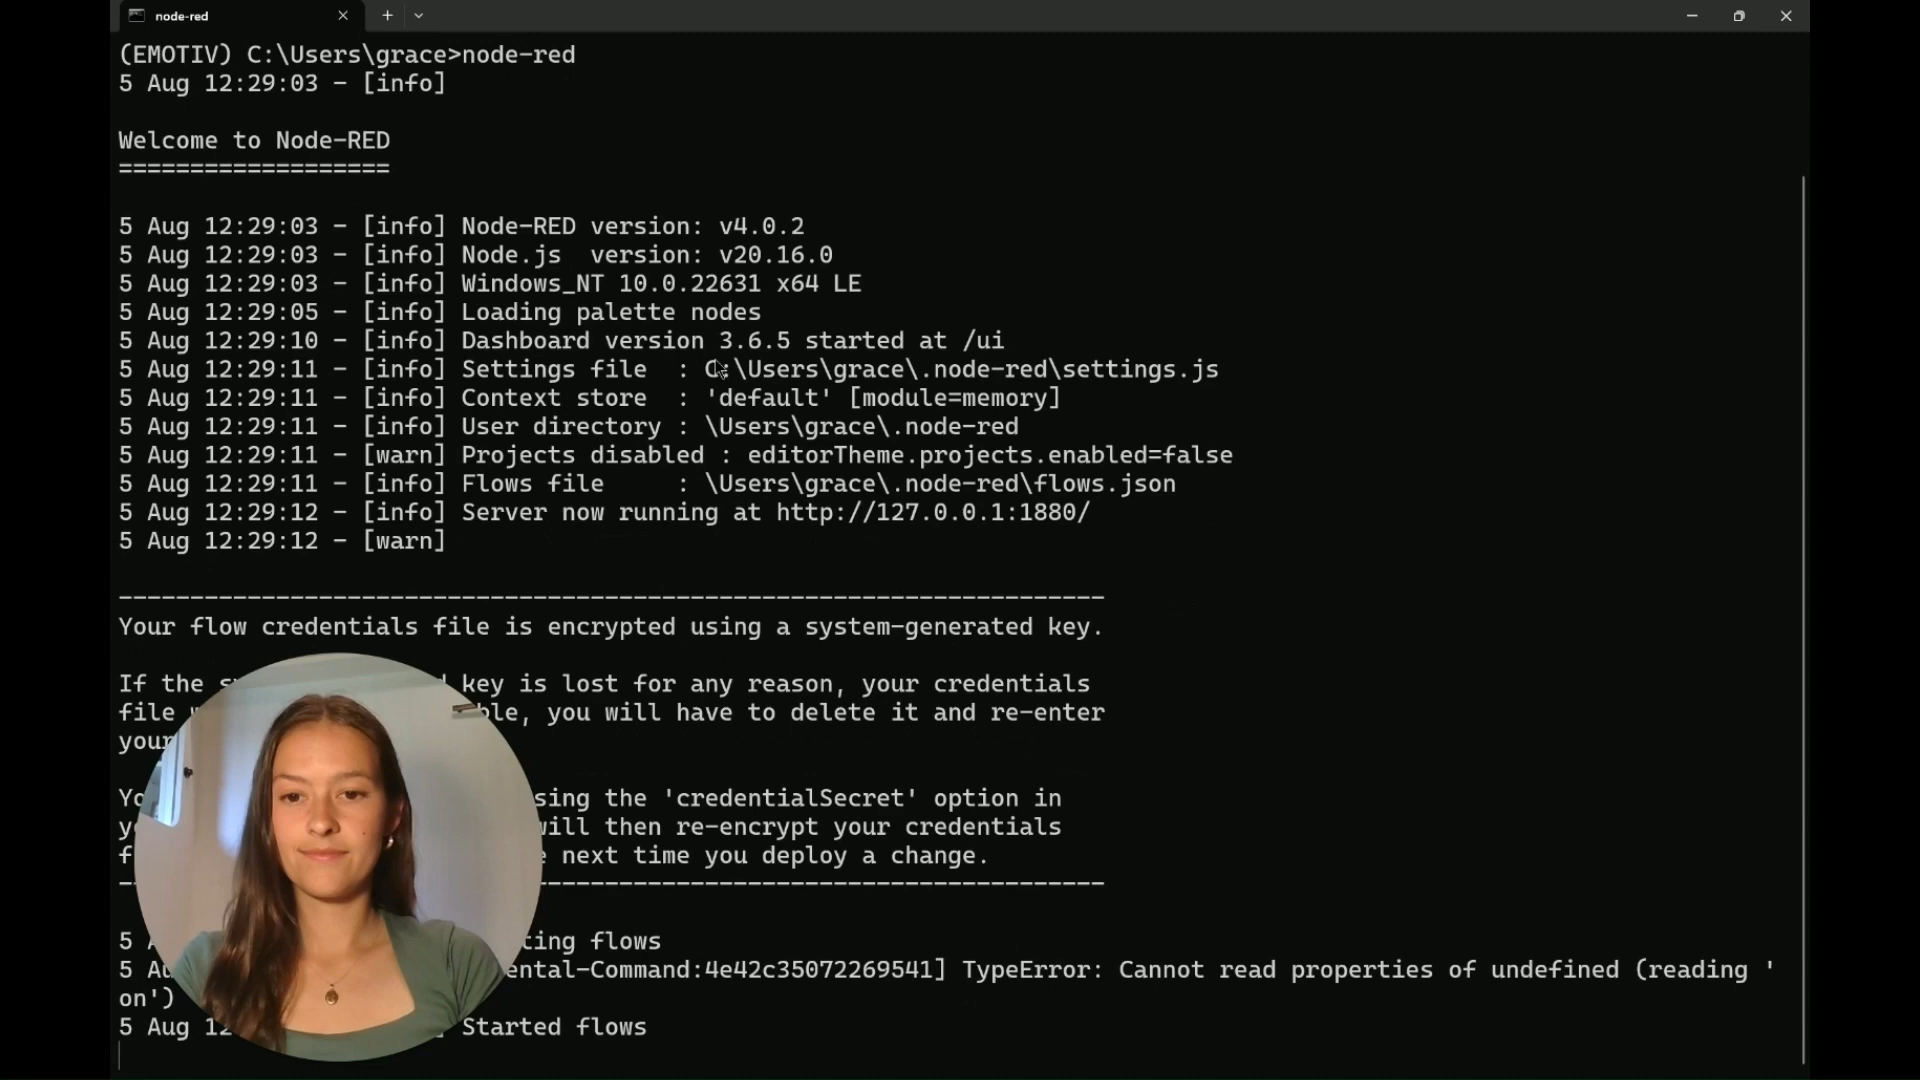 node-red
(EMOTIV) C:\Users\grace>node-red
5 Aug 12:29:03 - [info]
Welcome to Node-RED
===================
5 Aug 12:29:03 - [info] Node-RED version: v4.0.2
5 Aug 12:29:03 - [info] Node.js  version: v20.16.0
5 Aug 12:29:03 - [info] Windows_NT 10.0.22631 x64 LE
5 Aug 12:29:05 - [info] Loading palette nodes
5 Aug 12:29:10 - [info] Dashboard version 3.6.5 started at /ui
5 Aug 12:29:11 - [info] Settings file  : C:\Users\grace\.node-red\settings.js
5 Aug 12:29:11 - [info] Context store  : 'default' [module=memory]
5 Aug 12:29:11 - [info] User directory : \Users\grace\.node-red
5 Aug 12:29:11 - [warn] Projects disabled : editorTheme.projects.enabled=false
5 Aug 12:29:11 - [info] Flows file     : \Users\grace\.node-red\flows.json
5 Aug 12:29:12 - [info] Server now running at http://127.0.0.1:1880/
5 Aug 12:29:12 - [warn]
---------------------------------------------------------------------
Your flow credentials file is encrypted using a system-generated key.
If the key is lost for any reason, your credentials
file you will have to delete it and re-enter
your
the 'credentialSecret' option in
will then re-encrypt your credentials
next time you deploy a change.
---------------------------------------------------------------------
5 flows
5 :4e42c35072269541] TypeError: Cannot read properties of undefined (reading '
on')
5 Aug Started flows